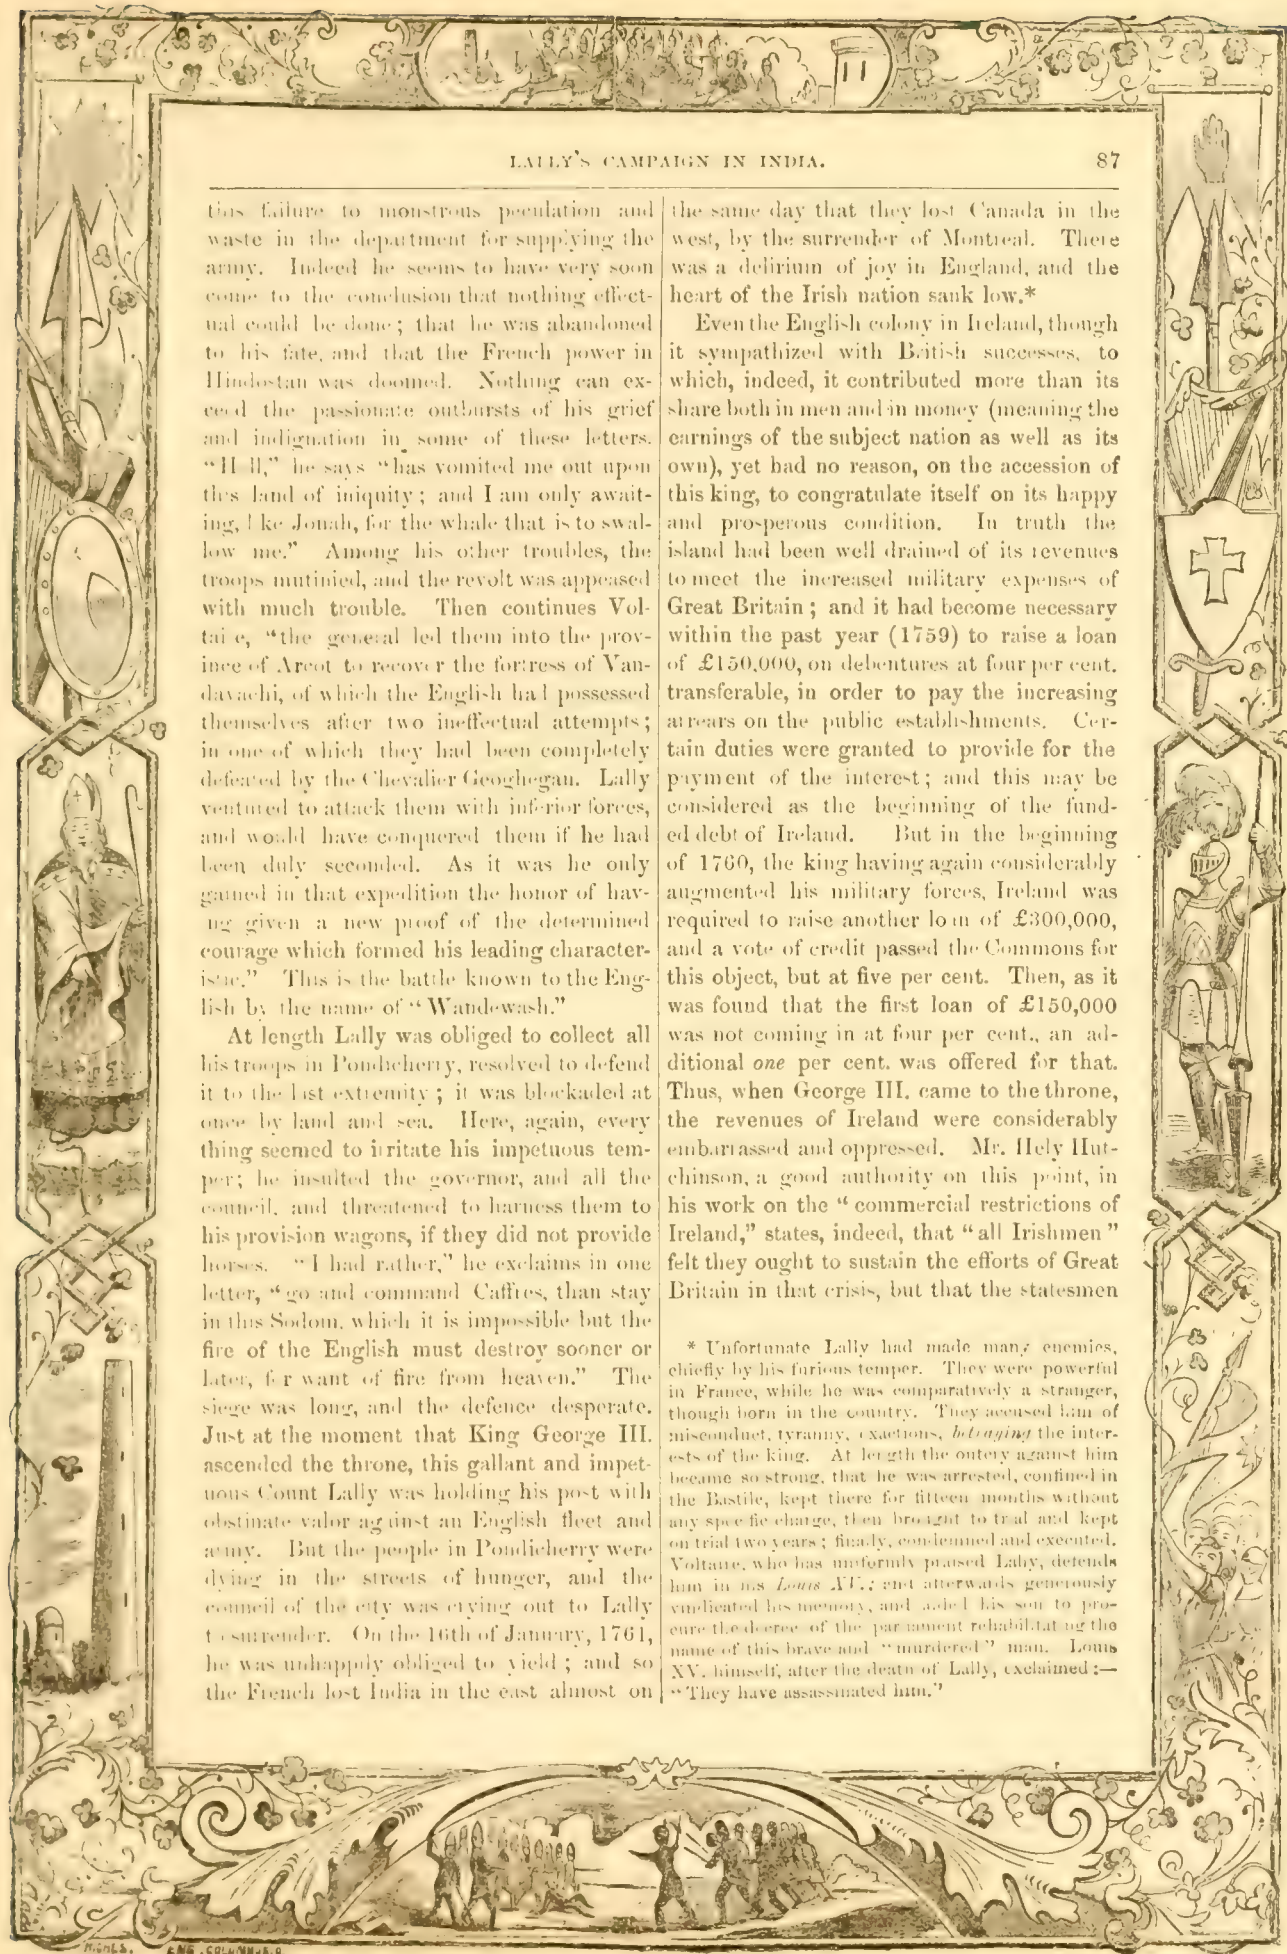 LALLY'S CAMPAIGN IN INDIA.
87
this failure to monstrous peculation and
waste in the department for supplying the
army. Indeed he seems to have very soon
come to the conclusion that nothing effect-
ual could be done; that he was abandoned
to his fate, and that the French power in
Hindostan was doomed. Nothing can ex-
ceed the passionate outbursts of his grief
and indignation in some of these letters.
"Hell," he says "has vomited me out upon
this land of iniquity; and I am only await-
ing, like Jonah, for the whale that is to swal-
low me." Among his other troubles, the
troops mutinied, and the revolt was appeased
with much trouble. Then continues Vol-
taire, "the general led them into the prov-
ince of Arcot to recover the fortress of Van-
davachi, of which the English had possessed
themselves after two ineffectual attempts;
in one of which they had been completely
defeated by the Chevalier Geoghegan. Lally
ventured to attack them with inferior forces,
and would have conquered them if he had
been duly seconded. As it was he only
gained in that expedition the honor of hav-
ing given a new proof of the determined
courage which formed his leading character-
istic." This is the battle known to the Eng-
lish by the name of "Wandewash."
At length Lally was obliged to collect all
his troops in Pondicherry, resolved to defend
it to the last extremity; it was blockaded at
once by land and sea. Here, again, every
thing seemed to irritate his impetuous tem-
per; he insulted the governor, and all the
council, and threatened to harness them to
his provision wagons, if they did not provide
horses. "I had rather," he exclaims in one
letter, "go and command Caffres, than stay
in this Sodom, which it is impossible but the
fire of the English must destroy sooner or
later, for want of fire from heaven." The
siege was long, and the defence desperate.
Just at the moment that King George III.
ascended the throne, this gallant and impet-
uous Count Lally was holding his post with
obstinate valor against an English fleet and
army. But the people in Pondicherry were
dying in the streets of hunger, and the
council of the city was crying out to Lally
to surrender. On the 16th of January, 1761,
he was unhappily obliged to yield; and so
the French lost India in the east almost on
the same day that they lost Canada in the
west, by the surrender of Montreal. There
was a delirium of joy in England, and the
heart of the Irish nation sank low.*
Even the English colony in Ireland, though
it sympathized with British successes, to
which, indeed, it contributed more than its
share both in men and in money (meaning the
earnings of the subject nation as well as its
own), yet had no reason, on the accession of
this king, to congratulate itself on its happy
and prosperous condition. In truth the
island had been well drained of its revenues
to meet the increased military expenses of
Great Britain; and it had become necessary
within the past year (1759) to raise a loan
of £150,000, on debentures at four per cent.
transferable, in order to pay the increasing
arrears on the public establishments. Cer-
tain duties were granted to provide for the
payment of the interest; and this may be
considered as the beginning of the fund-
ed debt of Ireland. But in the beginning
of 1760, the king having again considerably
augmented his military forces, Ireland was
required to raise another loan of £300,000,
and a vote of credit passed the Commons for
this object, but at five per cent. Then, as it
was found that the first loan of £150,000
was not coming in at four per cent., an ad-
ditional one per cent. was offered for that.
Thus, when George III. came to the throne,
the revenues of Ireland were considerably
embarrassed and oppressed. Mr. Hely Hut-
chinson, a good authority on this point, in
his work on the "commercial restrictions of
Ireland," states, indeed, that "all Irishmen"
felt they ought to sustain the efforts of Great
Britain in that crisis, but that the statesmen
* Unfortunate Lally had made many enemies,
chiefly by his furious temper. They were powerful
in France, while he was comparatively a stranger,
though born in the country. They accused him of
misconduct, tyranny, exactions, betraying the inter-
ests of the king. At length the outcry against him
became so strong, that he was arrested, confined in
the Bastile, kept there for fifteen months without
any specific charge, then brought to trial and kept
on trial two years; finally, condemned and executed.
Voltaire, who has uniformly praised Lally, defends
him in his Louis XV.; and afterwards generously
vindicated his memory, and aided his son to pro-
cure the decree of the parliament rehabilitating the
name of this brave and "murdered" man. Louis
XV. himself, after the death of Lally, exclaimed:—
"They have assassinated him."
ENG. COLUMBUS.O